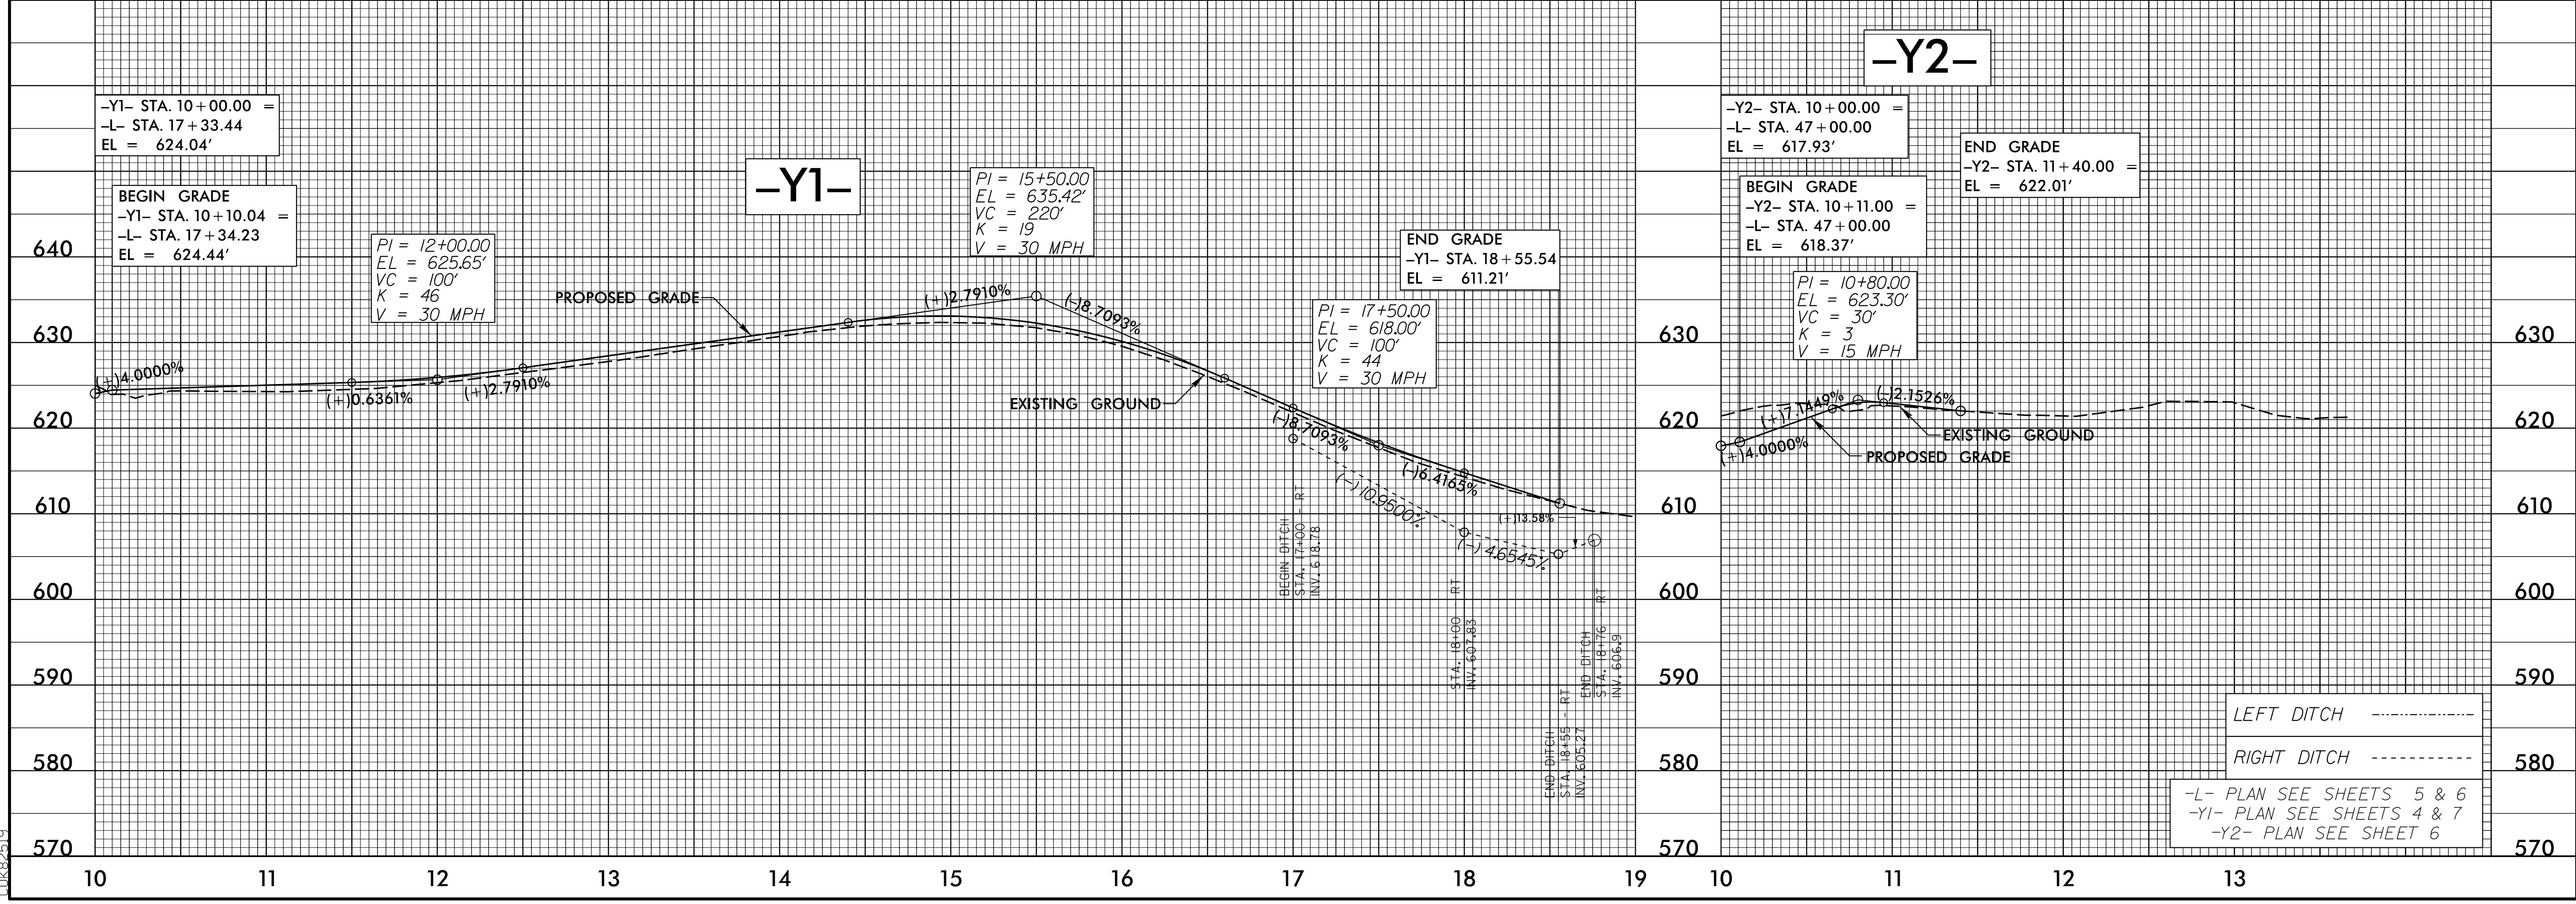 -Y1- STA. 10+00.00 =
-L- STA. 17+33.44
EL = 624.04'
BEGIN GRADE
-Y1- STA. 10+10.04 =
-L- STA. 17+34.23
EL = 624.44'
PI = 12+00.00
EL = 625.65'
VC = 100'
K = 46
V = 30 MPH
-Y1-
PROPOSED GRADE
PI = 15+50.00
EL = 635.42'
VC = 220'
K = 19
V = 30 MPH
END GRADE
-Y1- STA. 18+55.54
EL = 611.21'
PI = 17+50.00
EL = 618.00'
VC = 100'
K = 44
V = 30 MPH
(+)4.0000%
(+)0.6361%
(+)2.7910%
(+)2.7910%
(-)8.7093%
EXISTING GROUND
(-)8.7093%
(-)6.4165%
(-)10.9500%
(-)4.6545%
(+)13.58%
BEGIN DITCH
STA. 17+00 - RT
INV. 618.78
STA. 18+00 RT
INV. 607.83
END DITCH
STA. 18+55 - RT
INV. 605.27
END DITCH
STA. 18+76 RT
INV. 606.9
640
630
620
610
600
590
580
570
10 11 12 13 14 15 16 17 18 19
-Y2-
-Y2- STA. 10+00.00 =
-L- STA. 47+00.00
EL = 617.93'
BEGIN GRADE
-Y2- STA. 10+11.00 =
-L- STA. 47+00.00
EL = 618.37'
END GRADE
-Y2- STA. 11+40.00 =
EL = 622.01'
PI = 10+80.00
EL = 623.30'
VC = 30'
K = 3
V = 15 MPH
(+)7.1449%
(-)2.1526%
(+)4.0000%
EXISTING GROUND
PROPOSED GRADE
630
620
610
600
590
580
570
630
620
610
600
590
580
570
10 11 12 13
LEFT DITCH
RIGHT DITCH
-L- PLAN SEE SHEETS 5 & 6
-Y1- PLAN SEE SHEETS 4 & 7
-Y2- PLAN SEE SHEET 6